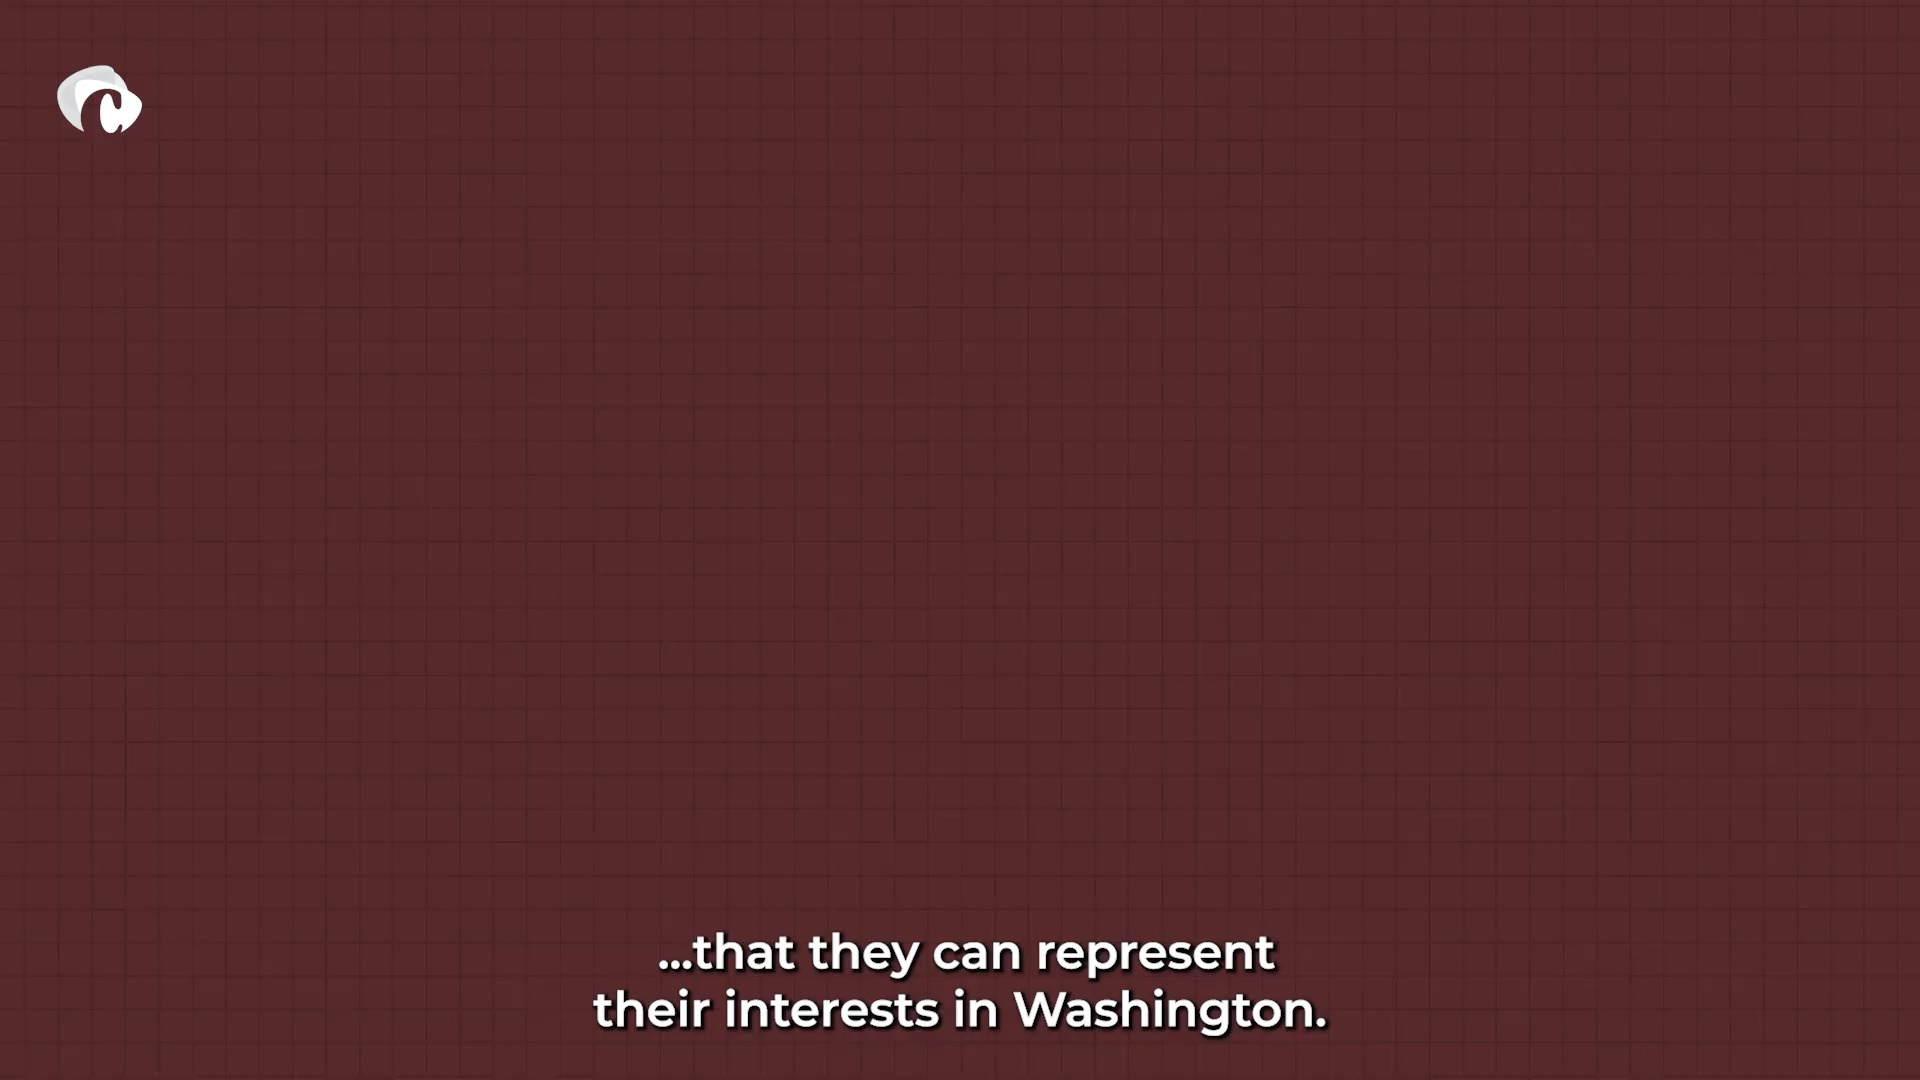 ...that they can represent
their interests in Washington.